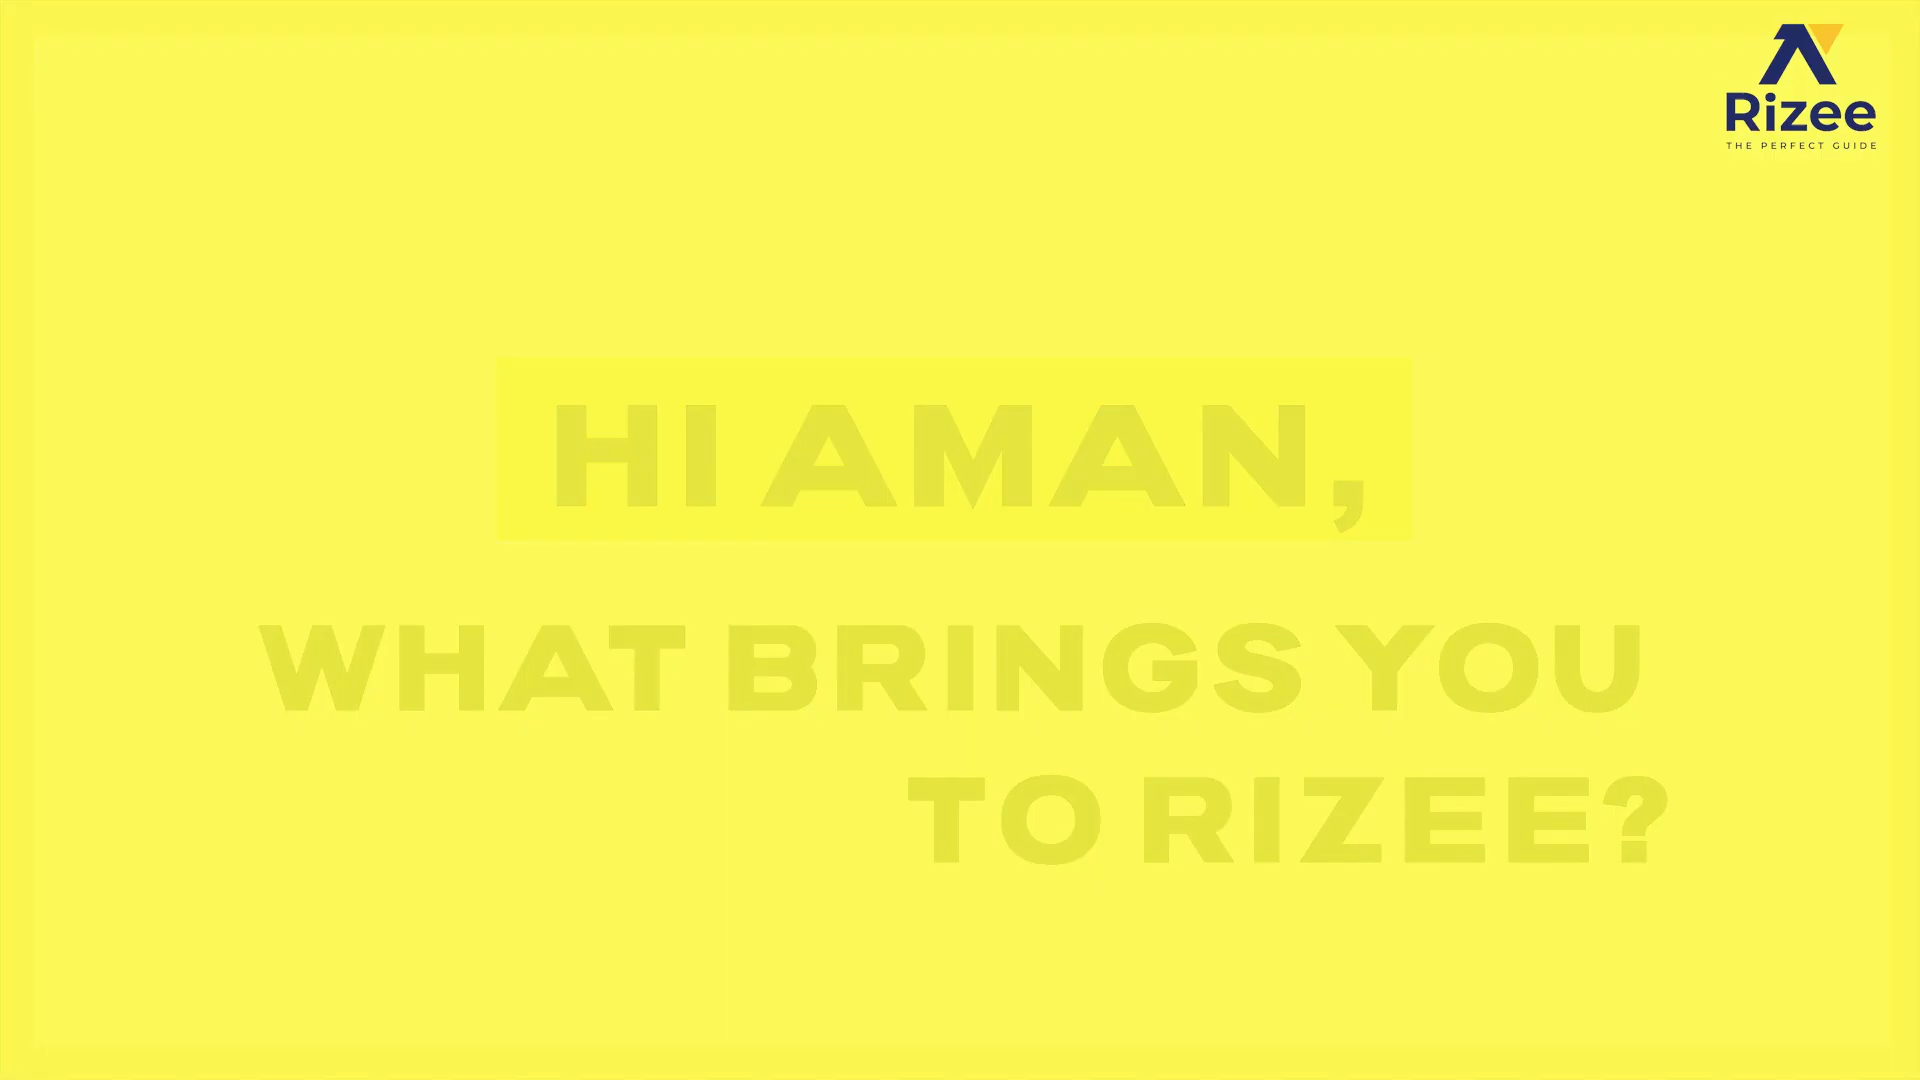 Rizee
THE PERFECT GUIDE
HI AMAN,
WHAT BRINGS YOU
TO RIZEE?